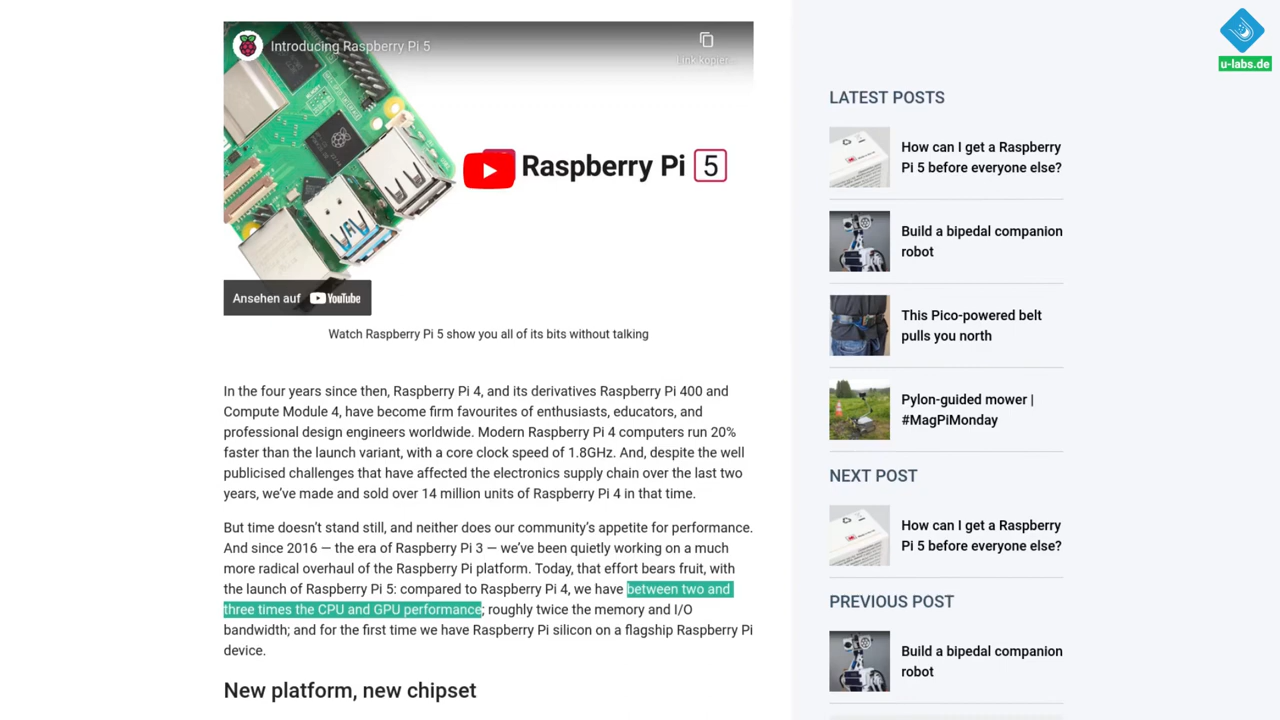 Introducing Raspberry Pi 5
Link kopier...
Raspberry Pi 5
Ansehen auf YouTube
Watch Raspberry Pi 5 show you all of its bits without talking
In the four years since then, Raspberry Pi 4, and its derivatives Raspberry Pi 400 and
Compute Module 4, have become firm favourites of enthusiasts, educators, and
professional design engineers worldwide. Modern Raspberry Pi 4 computers run 20%
faster than the launch variant, with a core clock speed of 1.8GHz. And, despite the well
publicised challenges that have affected the electronics supply chain over the last two
years, we’ve made and sold over 14 million units of Raspberry Pi 4 in that time.
But time doesn’t stand still, and neither does our community’s appetite for performance.
And since 2016 — the era of Raspberry Pi 3 — we’ve been quietly working on a much
more radical overhaul of the Raspberry Pi platform. Today, that effort bears fruit, with
the launch of Raspberry Pi 5: compared to Raspberry Pi 4, we have between two and
three times the CPU and GPU performance; roughly twice the memory and I/O
bandwidth; and for the first time we have Raspberry Pi silicon on a flagship Raspberry Pi
device.
New platform, new chipset
u-labs.de
LATEST POSTS
How can I get a Raspberry
Pi 5 before everyone else?
Build a bipedal companion
robot
This Pico-powered belt
pulls you north
Pylon-guided mower |
#MagPiMonday
NEXT POST
How can I get a Raspberry
Pi 5 before everyone else?
PREVIOUS POST
Build a bipedal companion
robot